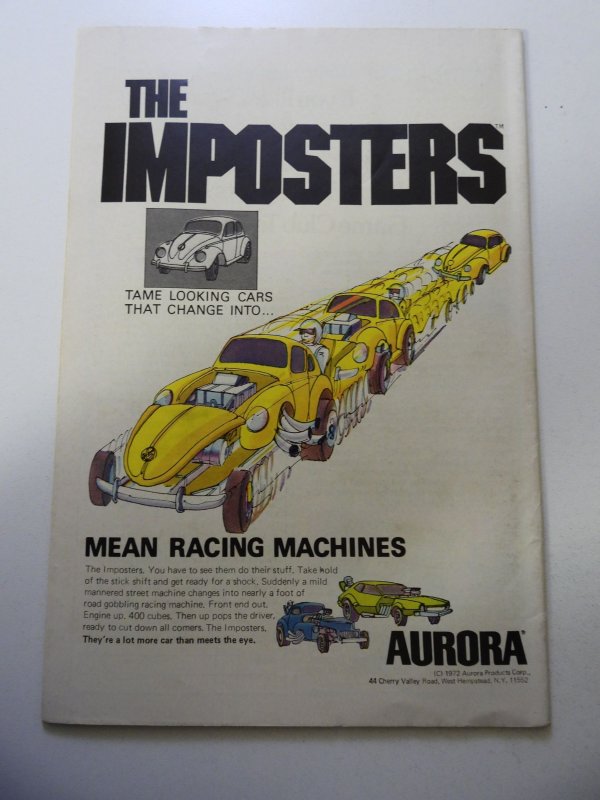 THE
IMPOSTERS™
TAME LOOKING CARS
THAT CHANGE INTO...
MEAN RACING MACHINES
The Imposters. You have to see them do their stuff. Take hold
of the stick shift and get ready for a shock. Suddenly a mild
mannered street machine changes into nearly a foot of
road gobbling racing machine. Front end out.
Engine up. 400 cubes. Then up pops the driver,
ready to cut down all comers. The Imposters.
They're a lot more car than meets the eye.
AURORA®
(C) 1972 Aurora Products Corp.,
44 Cherry Valley Road, West Hempstead, N.Y. 11552